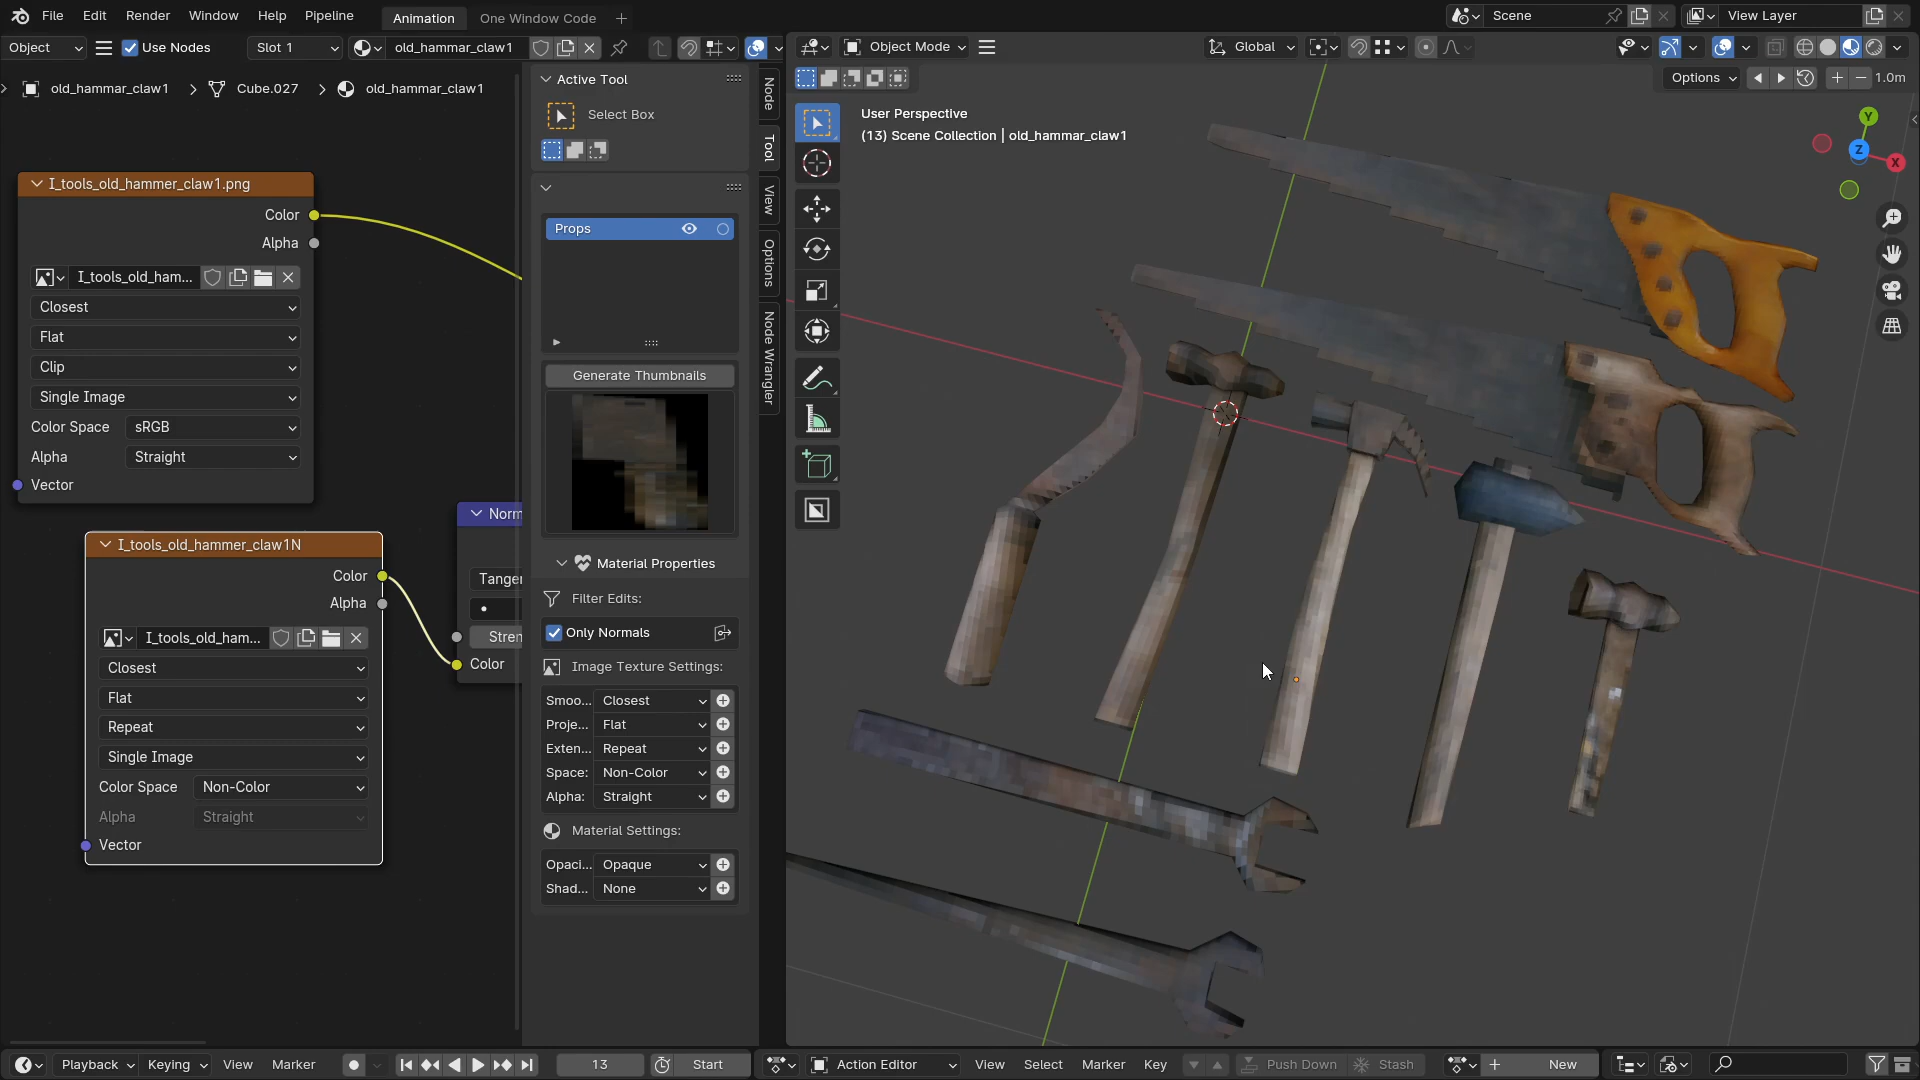 File Edit Render Window Help Pipeline Animation One Window Code Scene View Layer
Object Use Nodes Slot 1 old_hammar_claw1 Object Mode Global
Options 1.0m
old_hammar_claw1 Cube.027 old_hammar_claw1
I_tools_old_hammer_claw1.png
Color
Alpha
I_tools_old_ham...
Closest
Flat
Clip
Single Image
Color Space sRGB
Alpha Straight
Vector
I_tools_old_hammer_claw1N
Color
Alpha
I_tools_old_ham...
Closest
Flat
Repeat
Single Image
Color Space Non-Color
Alpha Straight
Vector
Norm
Tanger
Stren
Color
Active Tool
Select Box
Props
Generate Thumbnails
Material Properties
Filter Edits:
Only Normals
Image Texture Settings:
Smoo... Closest
Proje... Flat
Exten... Repeat
Space: Non-Color
Alpha: Straight
Material Settings:
Opaci... Opaque
Shad... None
Node
Tool
View
Options
Node Wrangler
User Perspective
(13) Scene Collection | old_hammar_claw1
Y
Z
X
Playback Keying View Marker 13 Start Action Editor View Select Marker Key Push Down Stash New